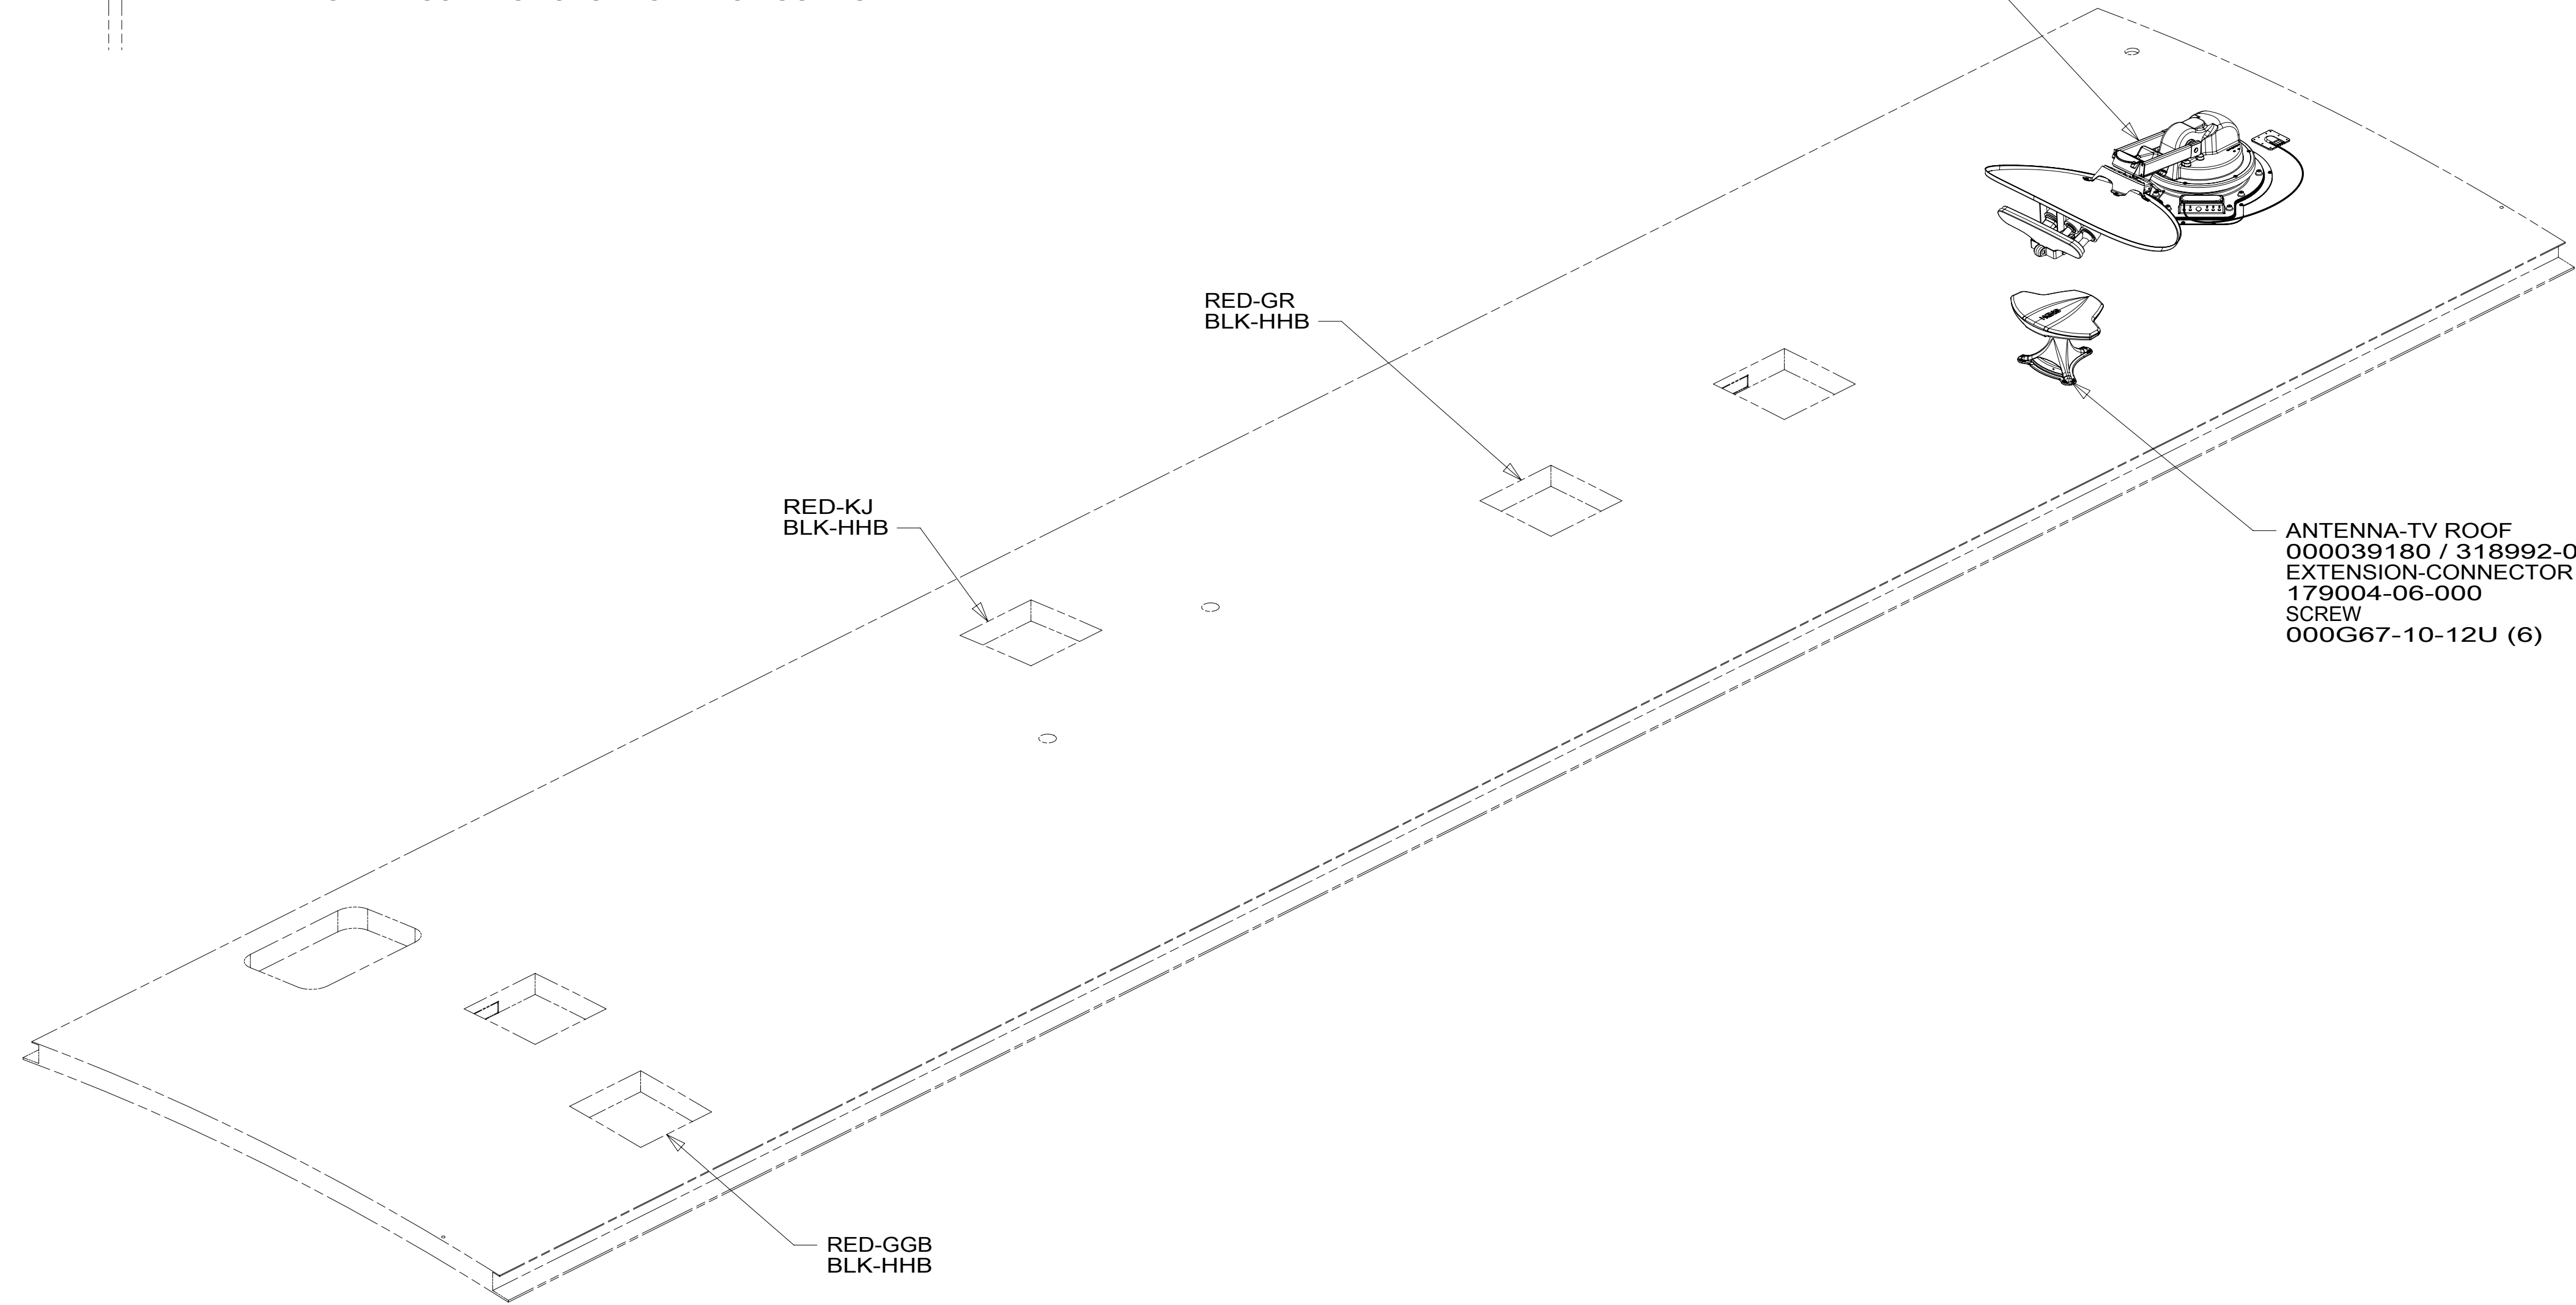 RED-GR
BLK-HHB
RED-KJ
BLK-HHB
ANTENNA-TV ROOF
000039180 / 318992-0
EXTENSION-CONNECTOR
179004-06-000
SCREW
000G67-10-12U (6)
RED-GGB
BLK-HHB